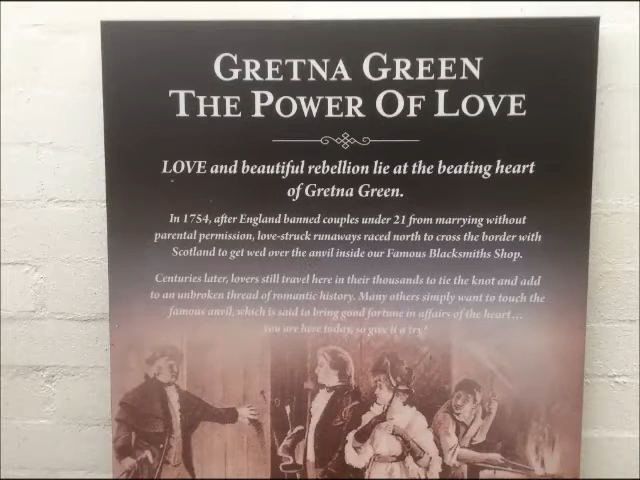 GRETNA GREEN
THE POWER OF LOVE
LOVE and beautiful rebellion lie at the beating heart
of Gretna Green.
In 1754, after England banned couples under 21 from marrying without
parental permission, love-struck runaways raced north to cross the border with
Scotland to get wed over the anvil inside our Famous Blacksmiths Shop.
Centuries later, lovers still travel here in their thousands to tie the knot and add
to an unbroken thread of romantic history. Many others simply want to touch the
famous anvil, which is said to bring good fortune in affairs of the heart...
you are here today, so give it a try!